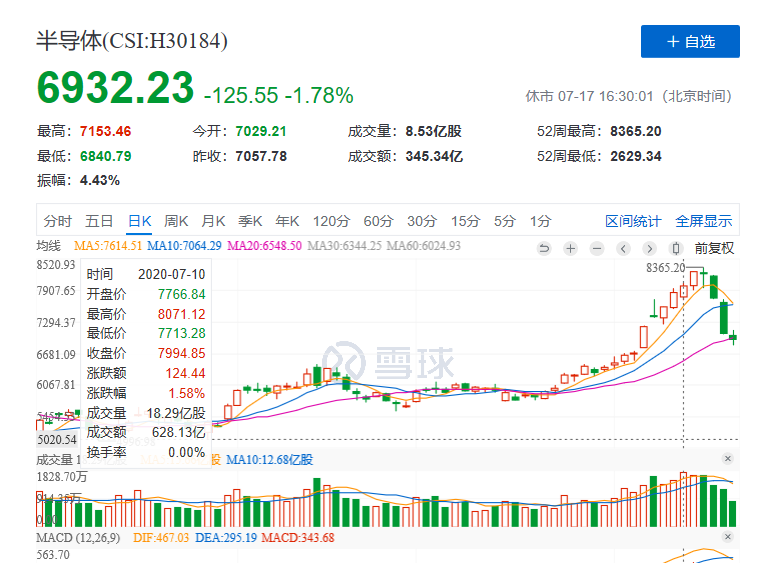 半导体(CSI:H30184)
＋ 自选
6932.23 -125.55 -1.78%
休市 07-17 16:30:01（北京时间）
最高：7153.46 今开：7029.21 成交量：8.53亿股 52周最高：8365.20
最低：6840.79 昨收：7057.78 成交额：345.34亿 52周最低：2629.34
振幅：4.43%
分时 五日 日K 周K 月K 季K 年K 120分 60分 30分 15分 5分 1分 区间统计 全屏显示
均线 MA5:7614.51 MA10:7064.29 MA20:6548.50 MA30:6344.25 MA60:6024.93 前复权
8520.93
8365.20
时间 2020-07-10
开盘价 7766.84
7907.65
最高价 8071.12
7294.37
最低价 7713.28
收盘价 7994.85
6681.09
雪球
涨跌额 124.44
6067.81
涨跌幅 1.58%
成交量 18.29亿股
成交额 628.13亿
5020.54
换手率 0.00%
成交量 股 MA10:12.68亿股
1828.70万
MACD (12,26,9) DIF:467.03 DEA:295.19 MACD:343.68
563.70